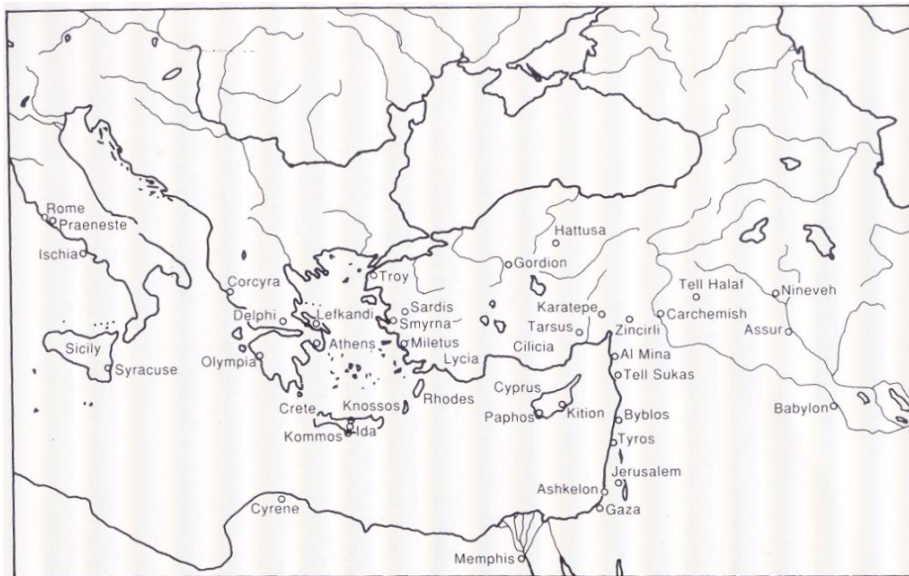 Rome
Praeneste
Ischia
Sicily
Syracuse
Corcyra
Delphi
Lefkandi
Olympia
Athens
Troy
Sardis
Smyrna
Miletus
Lycia
Rhodes
Crete
Knossos
Kommos
Ida
Hattusa
Gordion
Karatepe
Tarsus
Cilicia
Zincirli
Tell Halaf
Carchemish
Nineveh
Assur
Al Mina
Tell Sukas
Cyprus
Paphos
Kition
Byblos
Tyros
Babylon
Jerusalem
Ashkelon
Gaza
Cyrene
Memphis